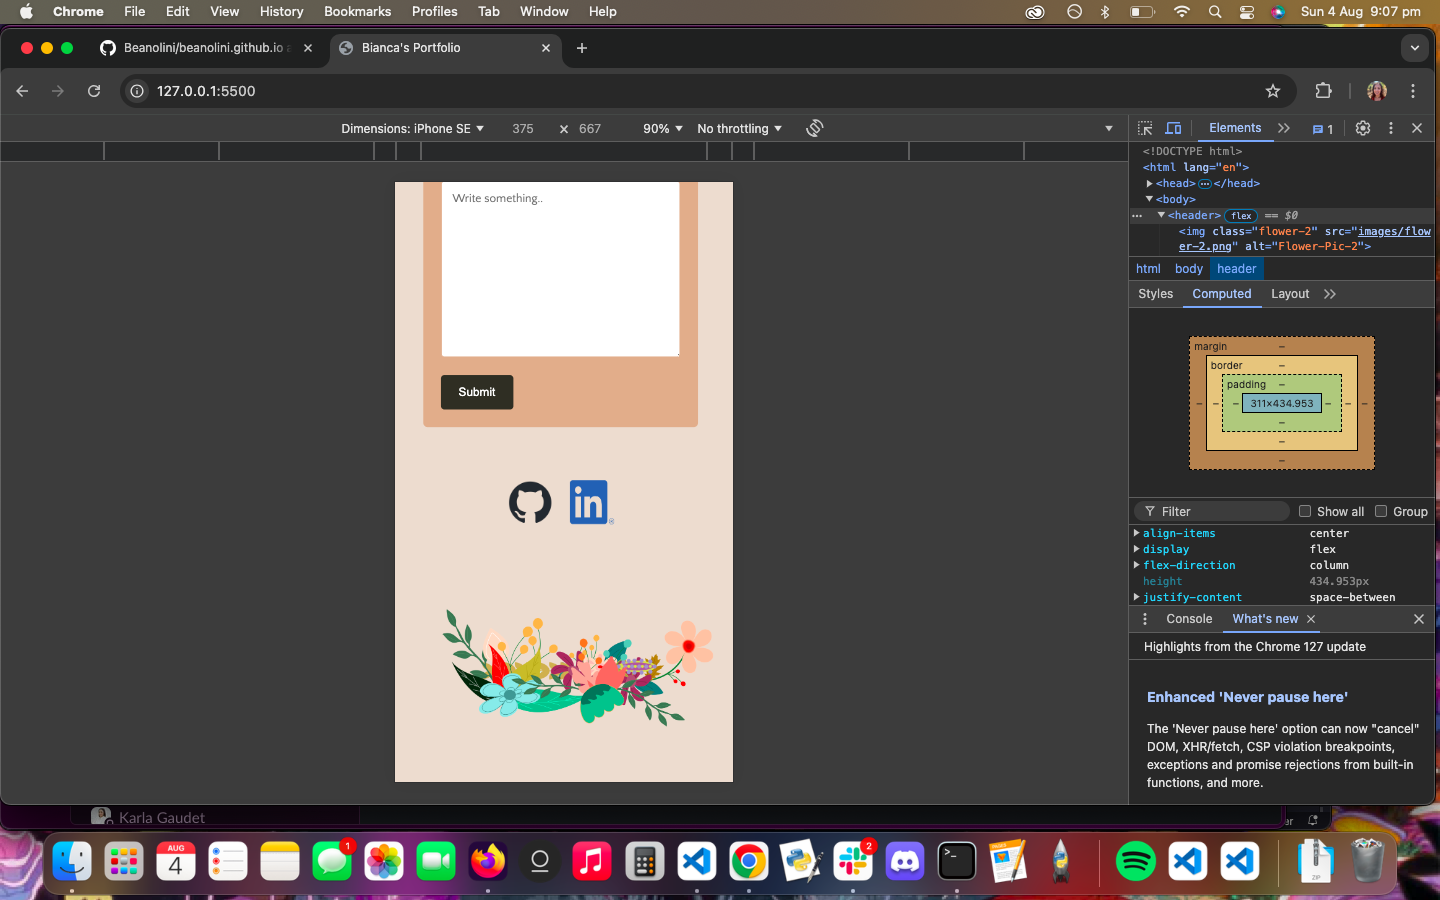 Chrome File Edit View History Bookmarks Profiles Tab Window Help Sun 4 Aug 9:07 pm
Beanolini/beanolini.github.io Bianca's Portfolio
127.0.0.1:5500
Dimensions: iPhone SE 375 × 667 90% No throttling
Elements 1
<!DOCTYPE html>
<html lang="en">
<head> </head>
<body>
<header> flex == $0
<img class="flower-2" src="images/flow
er-2.png" alt="Flower-Pic-2">
html body header
Styles Computed Layout
margin –
border –
padding –
– – – 311×434.953 – – –
–
–
–
Filter Show all Group
align-items center
display flex
flex-direction column
height 434.953px
justify-content space-between
Console What's new
Highlights from the Chrome 127 update
Enhanced 'Never pause here'
The 'Never pause here' option can now "cancel"
DOM, XHR/fetch, CSP violation breakpoints,
exceptions and promise rejections from built-in
functions, and more.
Write something..
Submit
in
®
Karla Gaudet
AUG
4
1
2
>_
ZIP